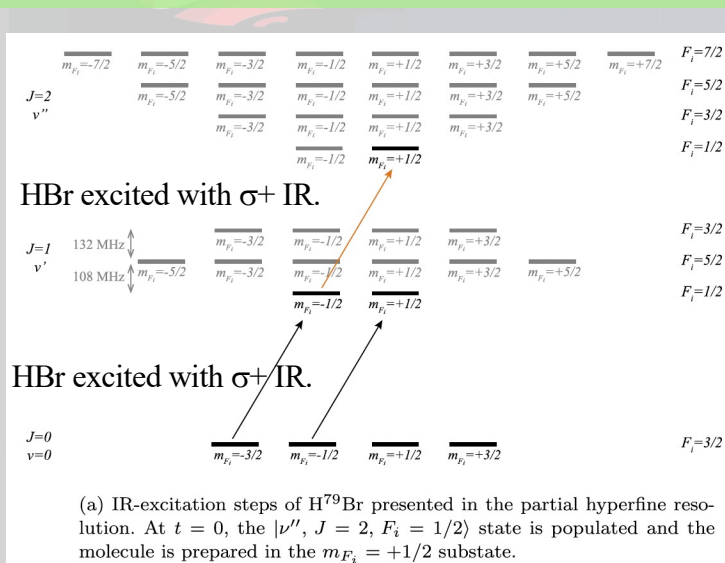 m_{F_i}=-7/2 m_{F_i}=-5/2 m_{F_i}=-3/2 m_{F_i}=-1/2 m_{F_i}=+1/2 m_{F_i}=+3/2 m_{F_i}=+5/2 m_{F_i}=+7/2 F_i=7/2
J=2 m_{F_i}=-5/2 m_{F_i}=-3/2 m_{F_i}=-1/2 m_{F_i}=+1/2 m_{F_i}=+3/2 m_{F_i}=+5/2 F_i=5/2
v'' m_{F_i}=-3/2 m_{F_i}=-1/2 m_{F_i}=+1/2 m_{F_i}=+3/2 F_i=3/2
m_{F_i}=-1/2 m_{F_i}=+1/2 F_i=1/2
HBr excited with σ+ IR.
J=1 132 MHz m_{F_i}=-3/2 m_{F_i}=-1/2 m_{F_i}=+1/2 m_{F_i}=+3/2 F_i=3/2
v' 108 MHz m_{F_i}=-5/2 m_{F_i}=-3/2 m_{F_i}=-1/2 m_{F_i}=+1/2 m_{F_i}=+3/2 m_{F_i}=+5/2 F_i=5/2
m_{F_i}=-1/2 m_{F_i}=+1/2 F_i=1/2
HBr excited with σ+ IR.
J=0
v=0 m_{F_i}=-3/2 m_{F_i}=-1/2 m_{F_i}=+1/2 m_{F_i}=+3/2 F_i=3/2
(a) IR-excitation steps of H⁷⁹Br presented in the partial hyperfine reso-
lution. At t = 0, the |ν'', J = 2, F_i = 1/2⟩ state is populated and the
molecule is prepared in the m_{F_i} = +1/2 substate.